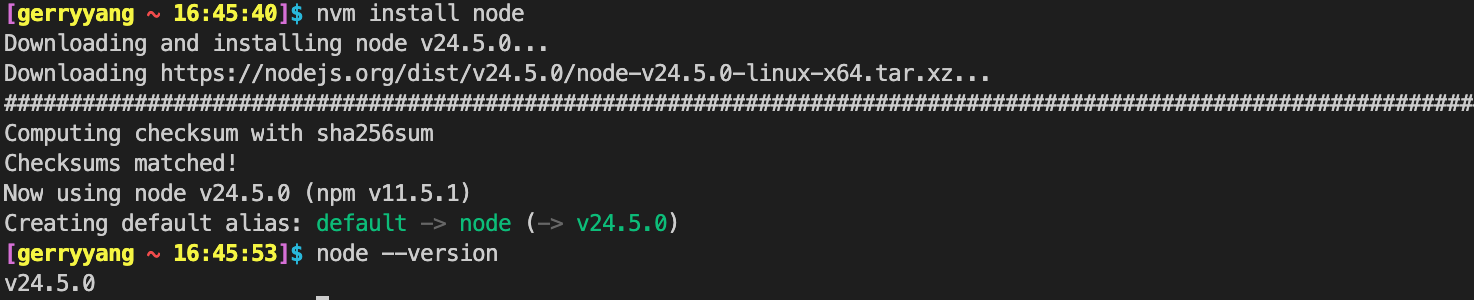 [gerryyang ~ 16:45:40]$ nvm install node
Downloading and installing node v24.5.0...
Downloading https://nodejs.org/dist/v24.5.0/node-v24.5.0-linux-x64.tar.xz...
#################################################################################################################
Computing checksum with sha256sum
Checksums matched!
Now using node v24.5.0 (npm v11.5.1)
Creating default alias: default -> node (-> v24.5.0)
[gerryyang ~ 16:45:53]$ node --version
v24.5.0